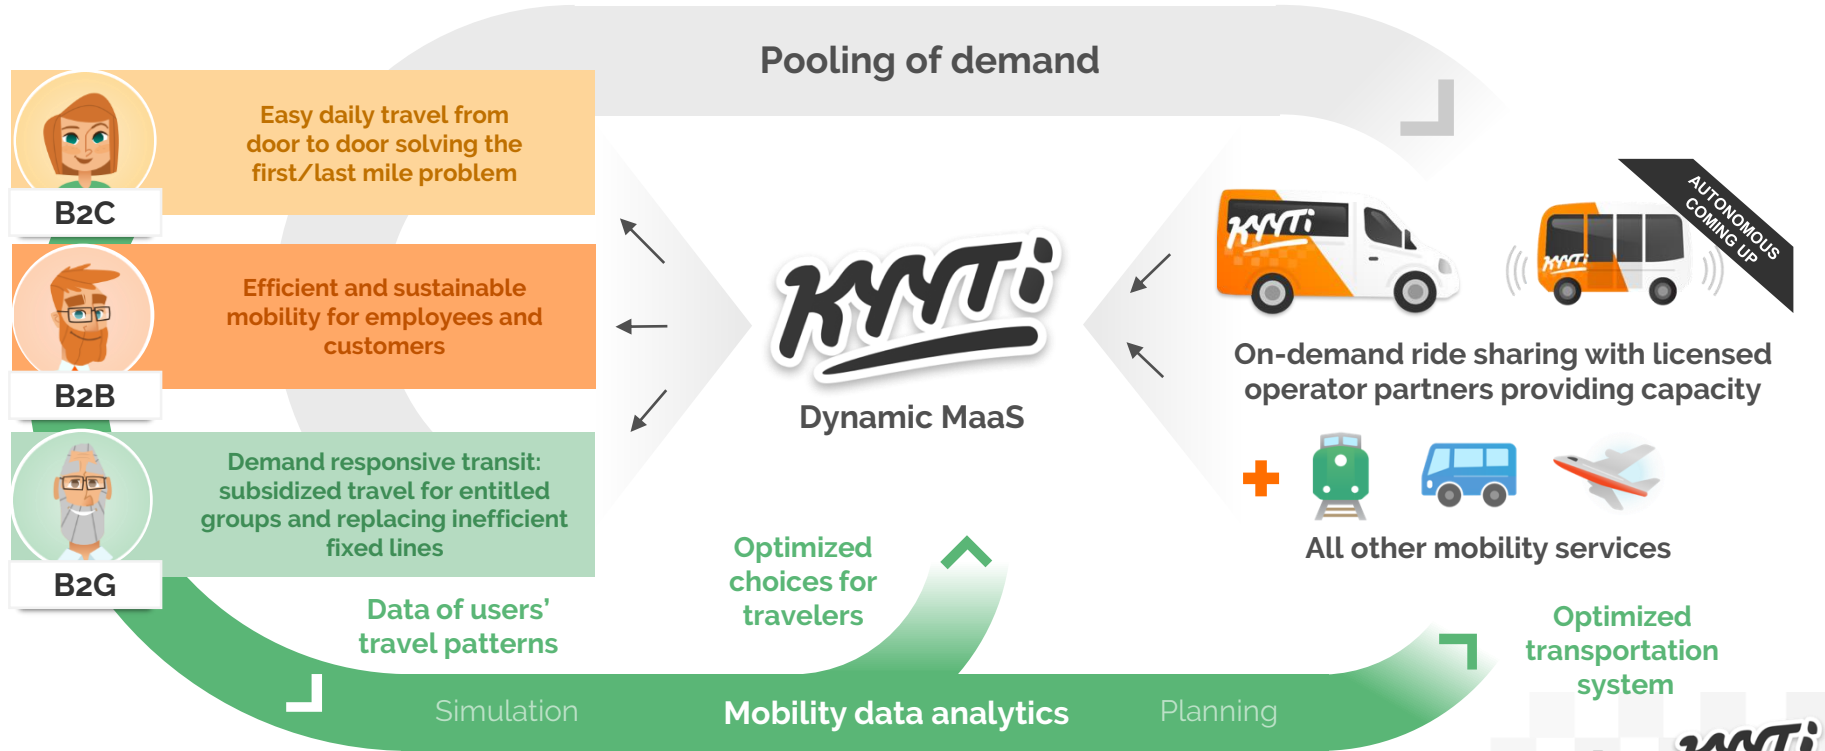 Pooling of demand
Easy daily travel from
door to door solving the
first/last mile problem
B2C
Efficient and sustainable
mobility for employees and
customers
B2B
Demand responsive transit:
subsidized travel for entitled
groups and replacing inefficient
fixed lines
B2G
KYYTi
Dynamic MaaS
KYYTi
KYYTi
AUTONOMOUS
COMING UP
On-demand ride sharing with licensed
operator partners providing capacity
All other mobility services
Data of users’
travel patterns
Optimized
choices for
travelers
Optimized
transportation
system
Simulation
Mobility data analytics
Planning
KYYTi